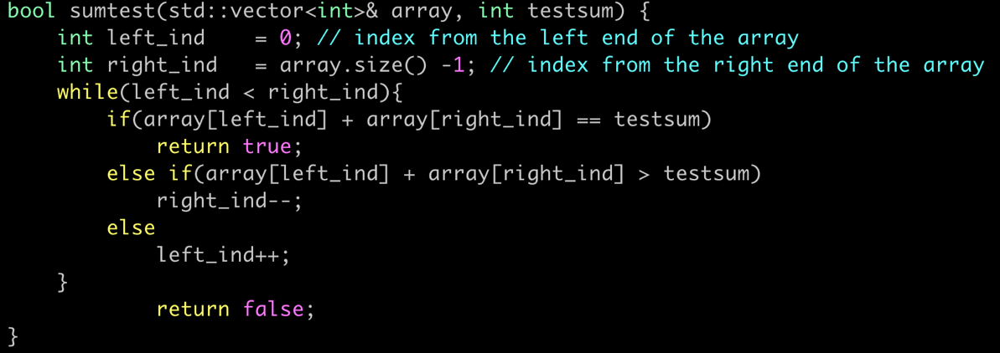 bool sumtest(std::vector<int>& array, int testsum) {
    int left_ind    = 0; // index from the left end of the array
    int right_ind   = array.size() -1; // index from the right end of the array
    while(left_ind < right_ind){
        if(array[left_ind] + array[right_ind] == testsum)
            return true;
        else if(array[left_ind] + array[right_ind] > testsum)
            right_ind--;
        else
            left_ind++;
    }
            return false;
}